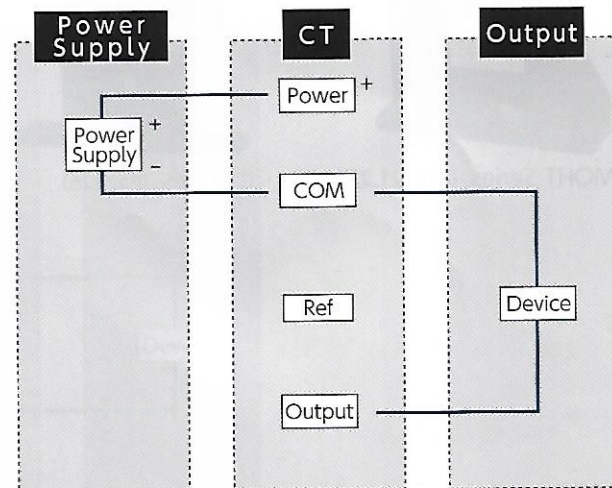 Power
Supply
CT
Output
Power +
Power
Supply
+
-
COM
Ref
Device
Output